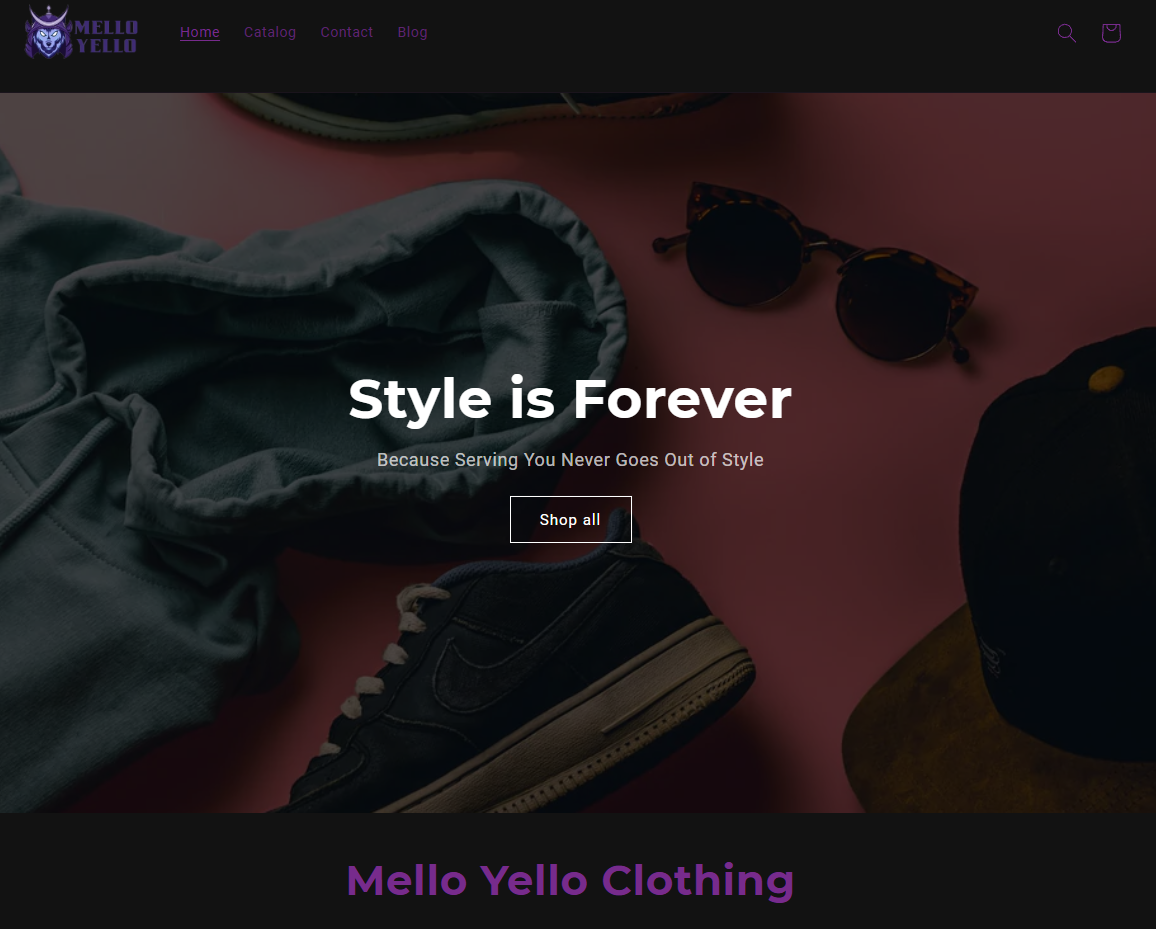 MELLO
YELLO
Home Catalog Contact Blog
Style is Forever
Because Serving You Never Goes Out of Style
Shop all
Mello Yello Clothing